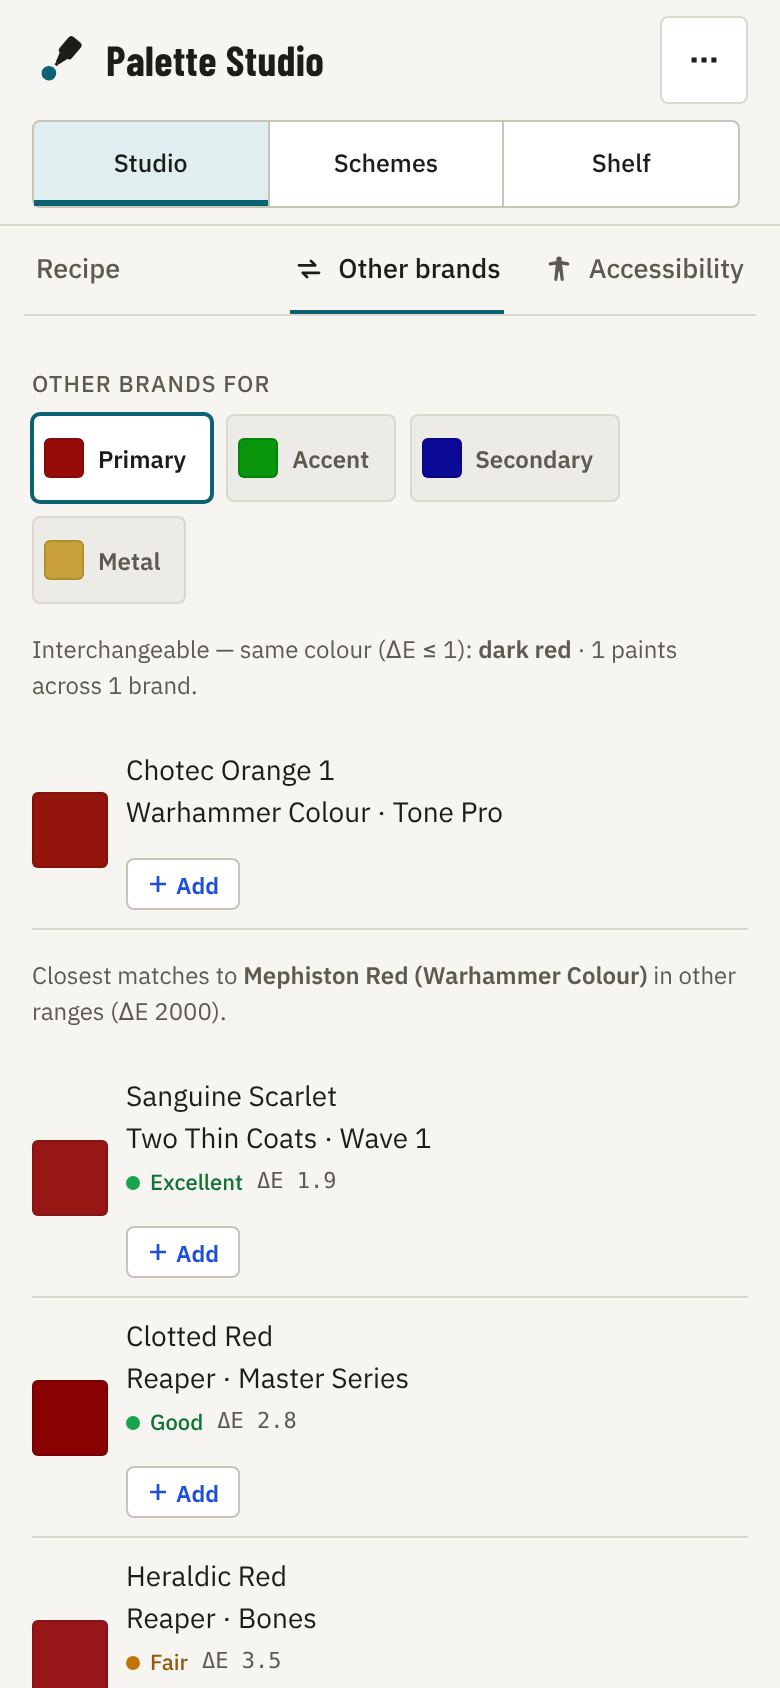 Palette Studio
...
Studio
Schemes
Shelf
Recipe
Other brands
Accessibility
OTHER BRANDS FOR
Primary
Accent
Secondary
Metal
Interchangeable — same colour (ΔE ≤ 1): dark red · 1 paints
across 1 brand.
Chotec Orange 1
Warhammer Colour · Tone Pro
+ Add
Closest matches to Mephiston Red (Warhammer Colour) in other
ranges (ΔE 2000).
Sanguine Scarlet
Two Thin Coats · Wave 1
Excellent ΔE 1.9
+ Add
Clotted Red
Reaper · Master Series
Good ΔE 2.8
+ Add
Heraldic Red
Reaper · Bones
Fair ΔE 3.5